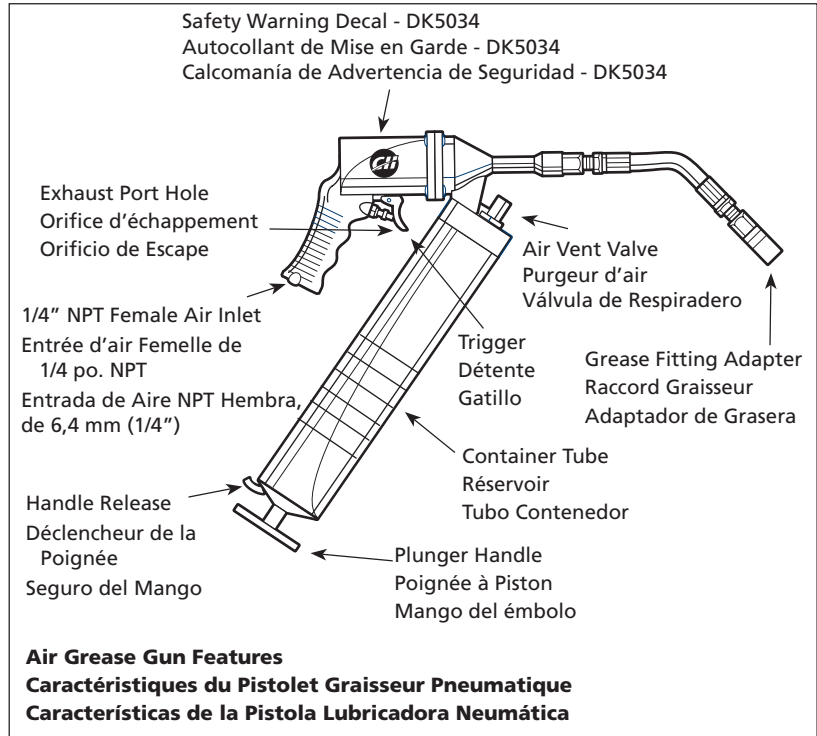 Safety Warning Decal - DK5034
Autocollant de Mise en Garde - DK5034
Calcomanía de Advertencia de Seguridad - DK5034
Exhaust Port Hole
Orifice d’échappement
Orificio de Escape
Air Vent Valve
Purgeur d’air
Válvula de Respiradero
1/4” NPT Female Air Inlet
Entrée d’air Femelle de
1/4 po. NPT
Entrada de Aire NPT Hembra,
de 6,4 mm (1/4”)
Trigger
Détente
Gatillo
Grease Fitting Adapter
Raccord Graisseur
Adaptador de Grasera
Container Tube
Réservoir
Tubo Contenedor
Handle Release
Déclencheur de la
Poignée
Seguro del Mango
Plunger Handle
Poignée à Piston
Mango del émbolo
Air Grease Gun Features
Caractéristiques du Pistolet Graisseur Pneumatique
Características de la Pistola Lubricadora Neumática